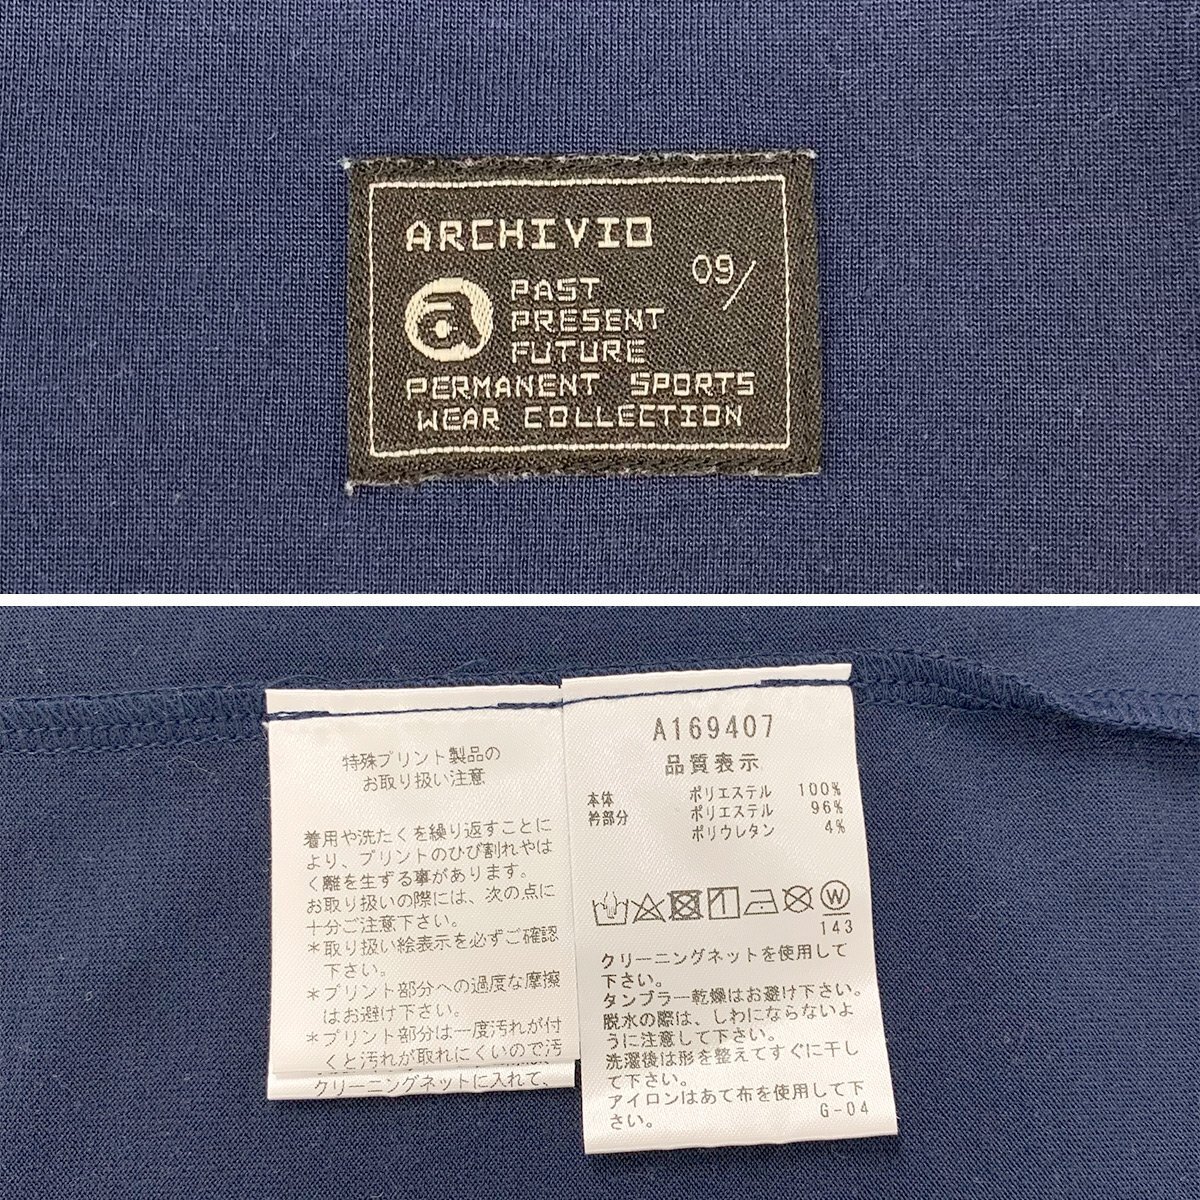 ARCHIVIO
09/
PAST
PRESENT
FUTURE
PERMANENT SPORTS
WEAR COLLECTION
特殊プリント製品の
お取り扱い注意
着用や洗たくを繰り返すことに
より、プリントのひび割れやは
く離を生ずる事があります。
お取り扱いの際には、次の点に
十分ご注意下さい。
*取り扱い絵表示を必ずご確認
下さい。
*プリント部分への過度な摩擦
はお避け下さい。
*プリント部分は一度汚れが付
くと汚れが取れにくいので汚
クリーニングネットに入れて、
A169407
品質表示
本体 ポリエステル 100%
衿部分 ポリエステル 96%
ポリウレタン 4%
W
143
クリーニングネットを使用して
下さい。
タンブラー乾燥はお避け下さい。
脱水の際は、しわにならないよ
うに注意して下さい。
洗濯後は形を整えてすぐに干し
て下さい。
アイロンはあて布を使用して下
さい。
G-04